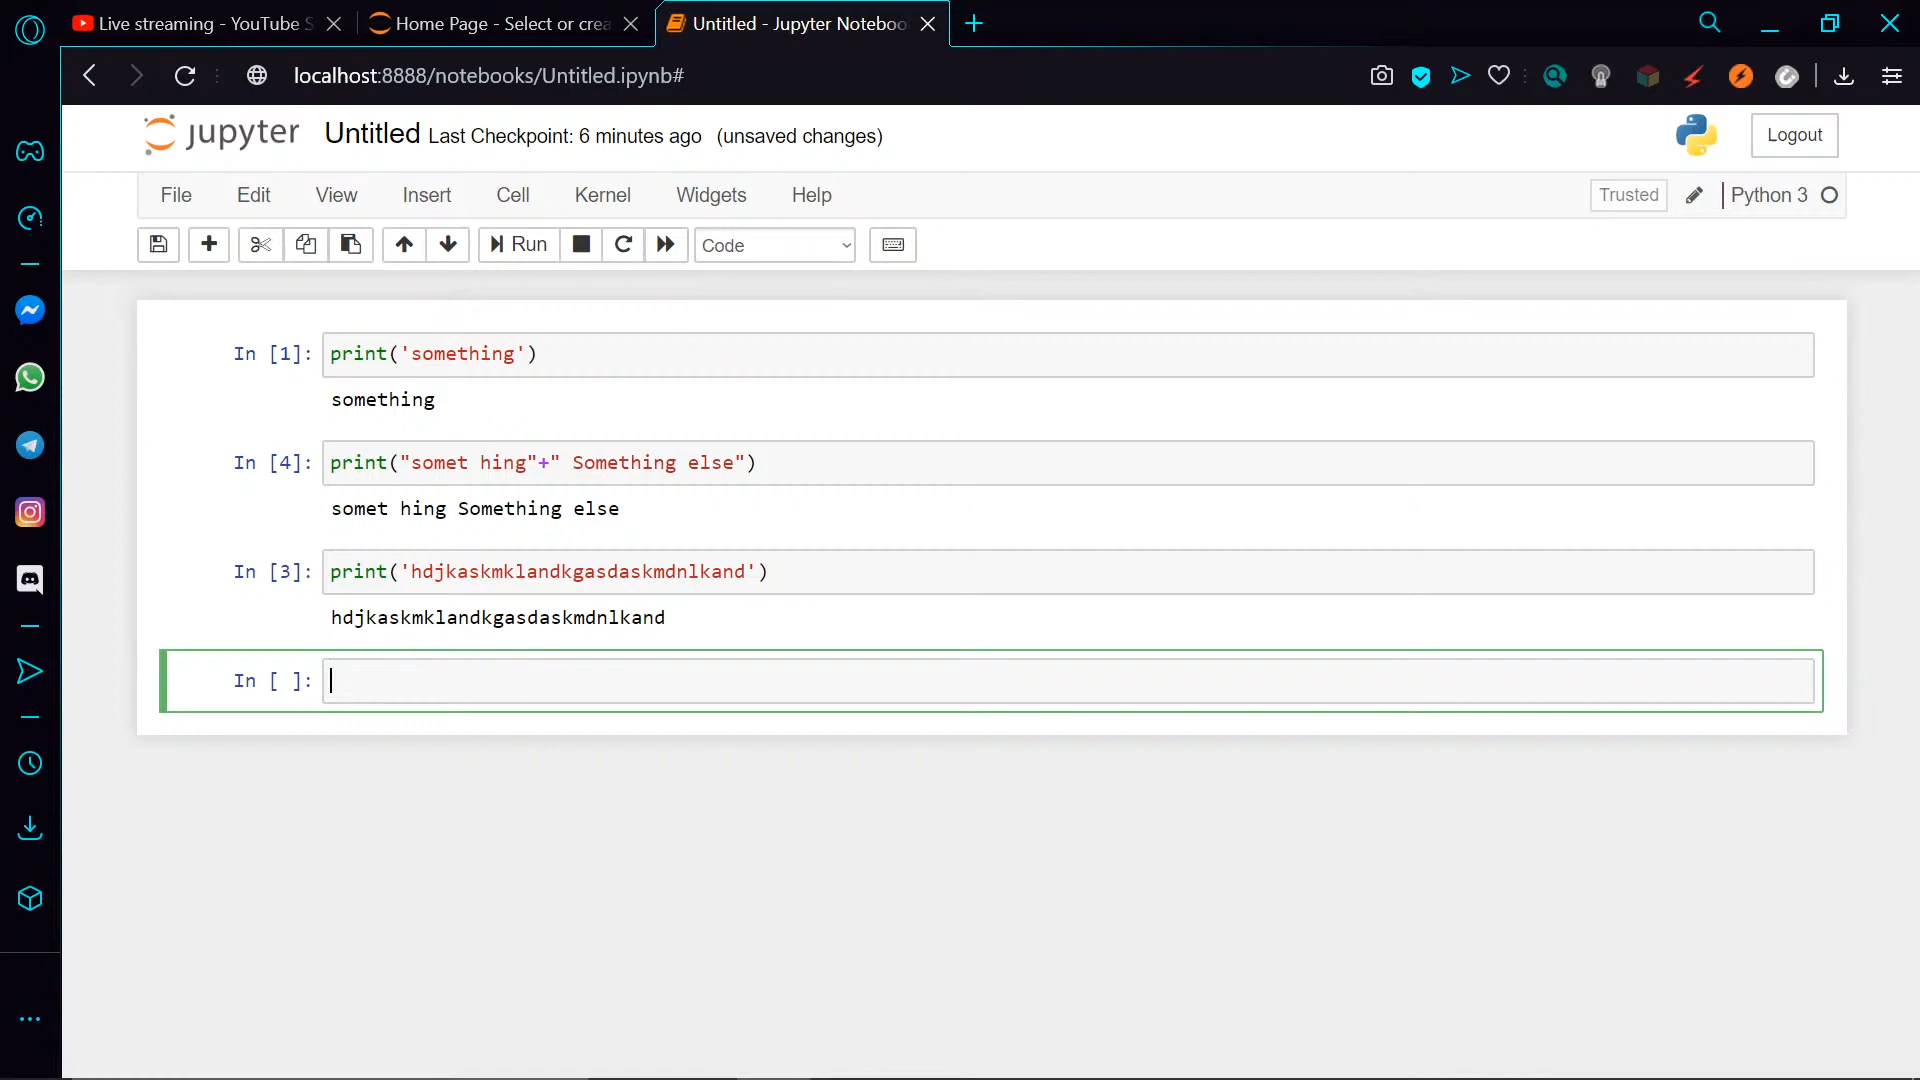 Live streaming - YouTube S
Home Page - Select or crea
Untitled - Jupyter Noteboo
localhost:8888/notebooks/Untitled.ipynb#
jupyter Untitled Last Checkpoint: 6 minutes ago (unsaved changes)
Logout
File Edit View Insert Cell Kernel Widgets Help
Trusted Python 3
Run
Code
In [1]: print('something')
something
In [4]: print("somet hing"+" Something else")
somet hing Something else
In [3]: print('hdjkaskmklandkgasdaskmdnlkand')
hdjkaskmklandkgasdaskmdnlkand
In [ ]: